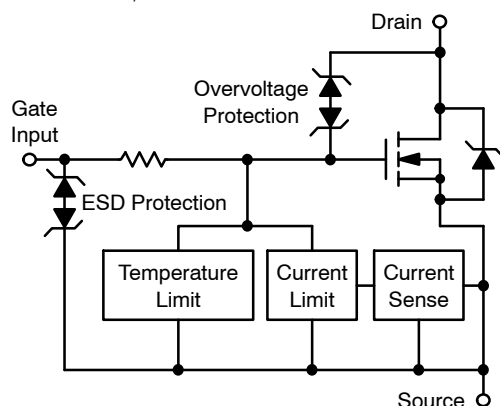 Drain
Overvoltage
Protection
Gate
Input
ESD Protection
Temperature
Limit
Current
Limit
Current
Sense
Source